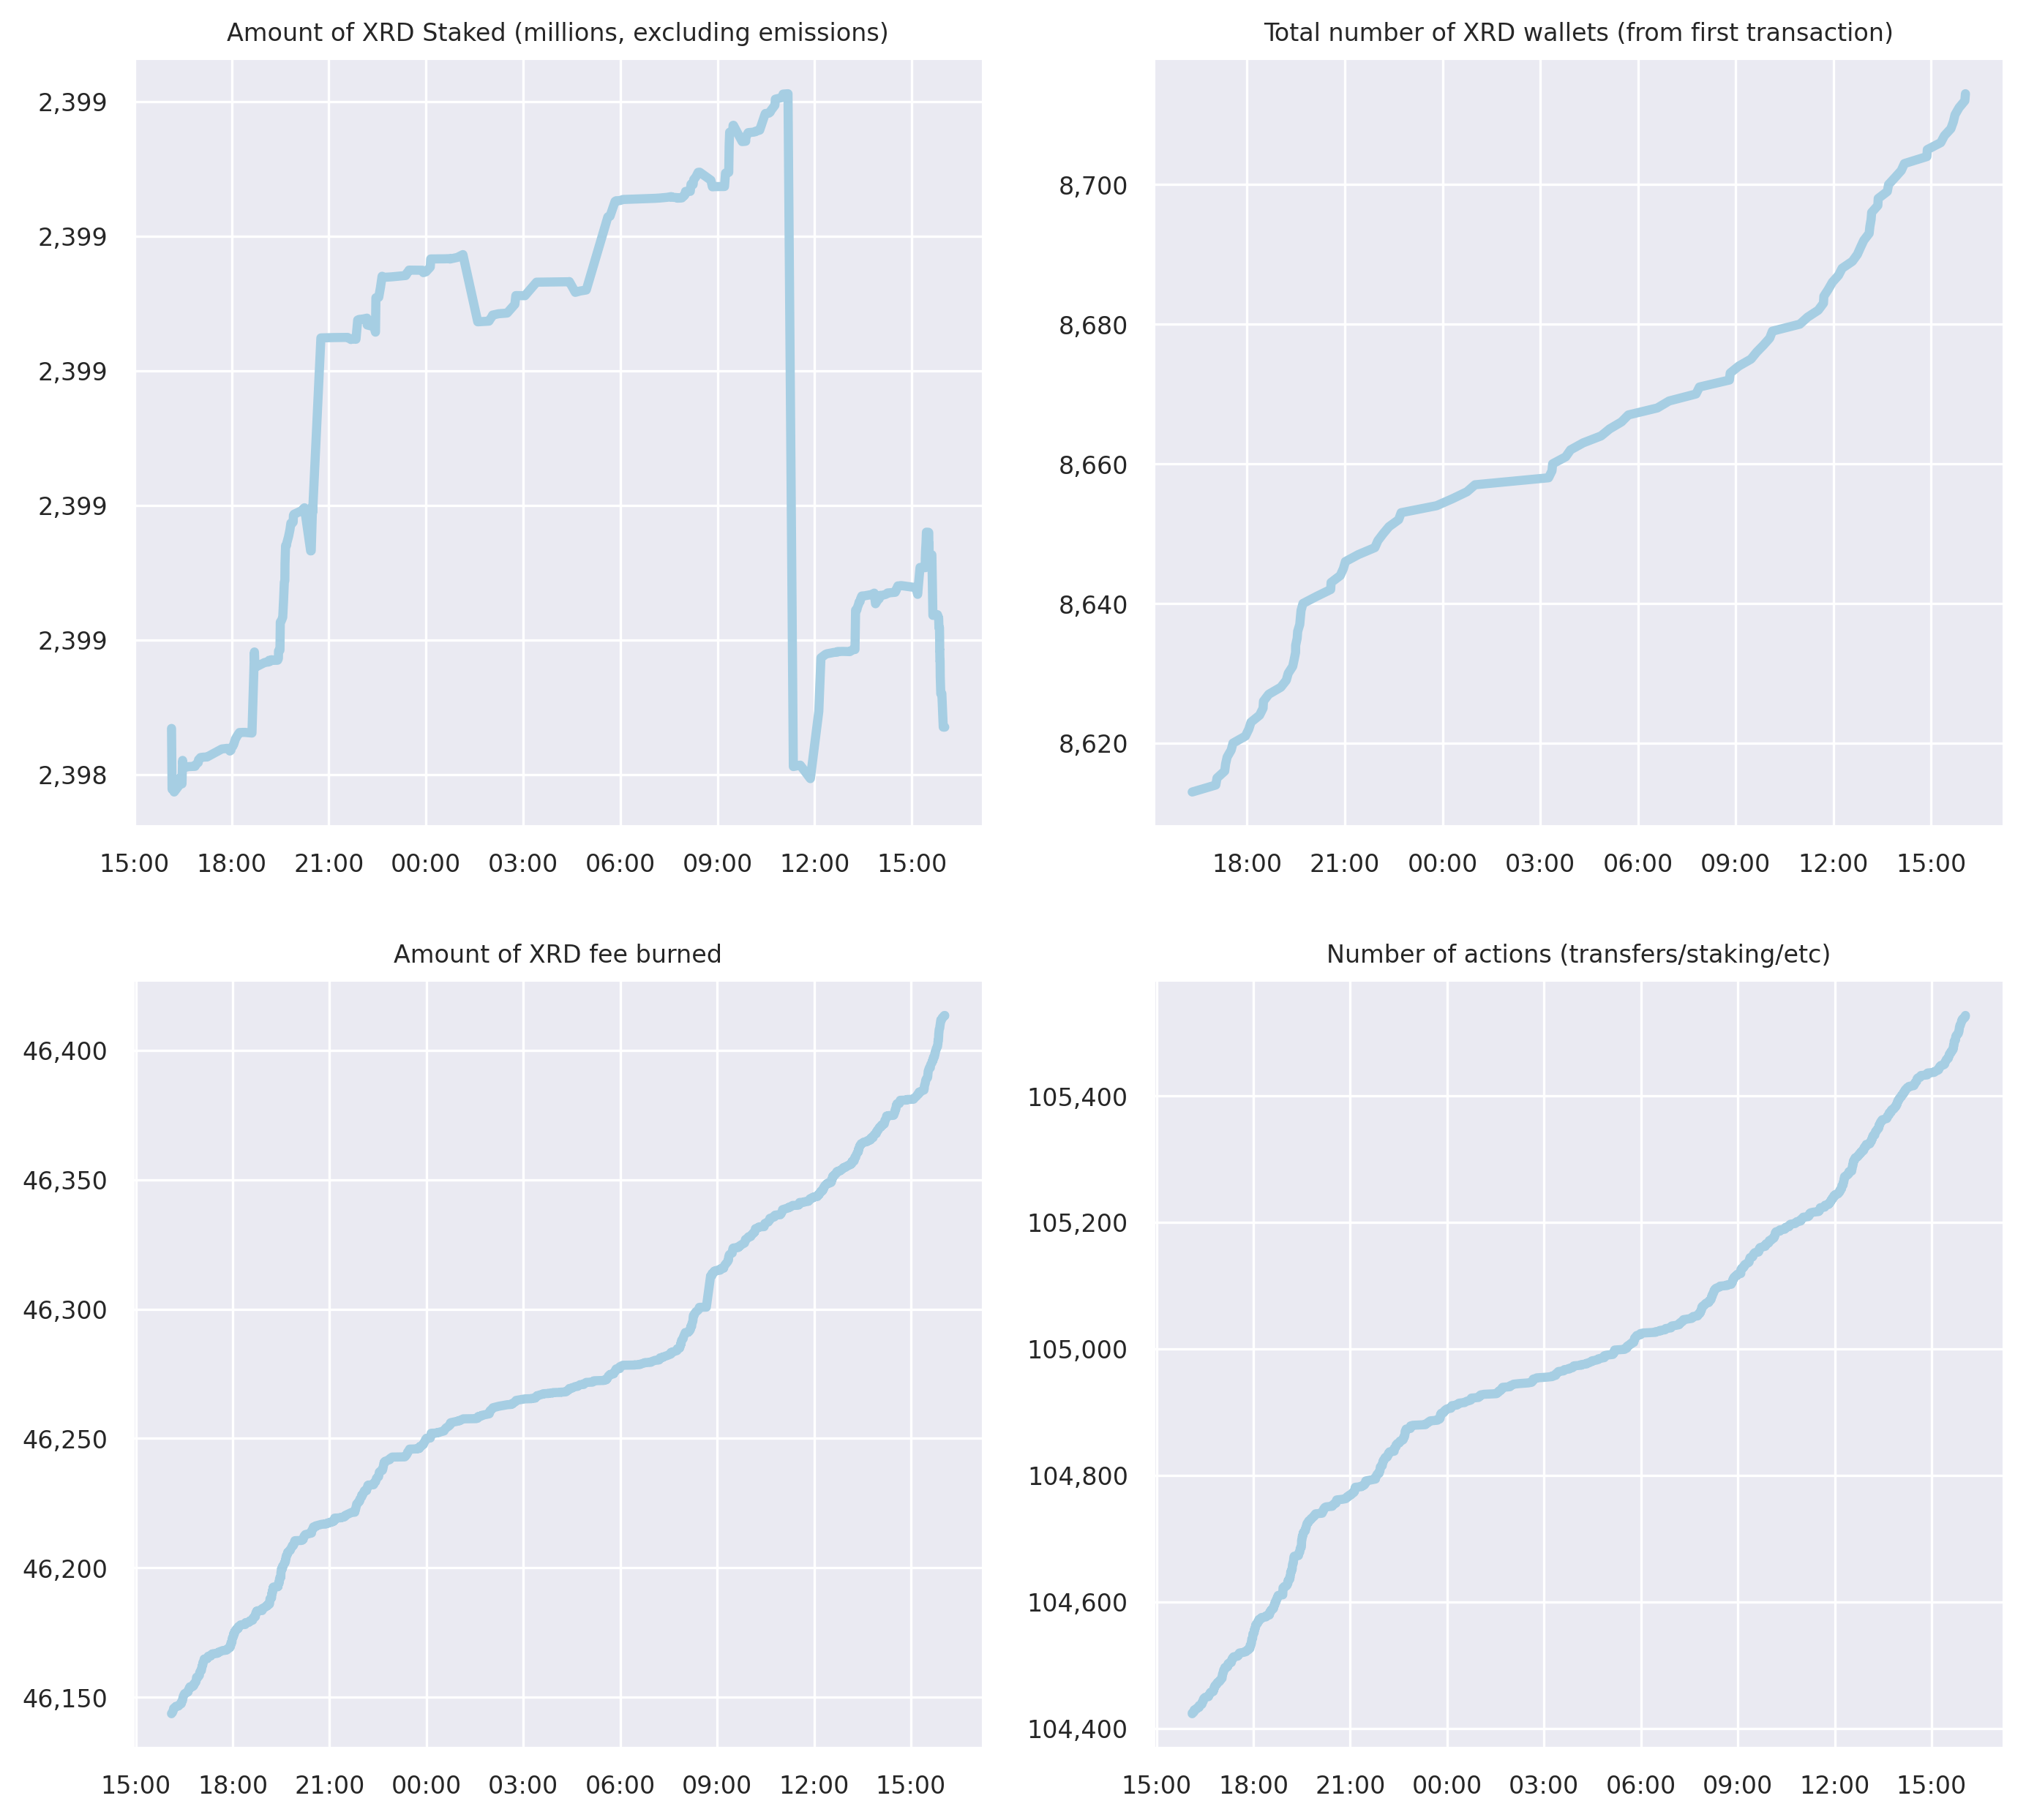 Amount of XRD Staked (millions, excluding emissions)
2,399
2,399
2,399
2,399
2,399
2,398
15:00 18:00 21:00 00:00 03:00 06:00 09:00 12:00 15:00
Total number of XRD wallets (from first transaction)
8,700
8,680
8,660
8,640
8,620
18:00 21:00 00:00 03:00 06:00 09:00 12:00 15:00
Amount of XRD fee burned
46,400
46,350
46,300
46,250
46,200
46,150
15:00 18:00 21:00 00:00 03:00 06:00 09:00 12:00 15:00
Number of actions (transfers/staking/etc)
105,400
105,200
105,000
104,800
104,600
104,400
15:00 18:00 21:00 00:00 03:00 06:00 09:00 12:00 15:00